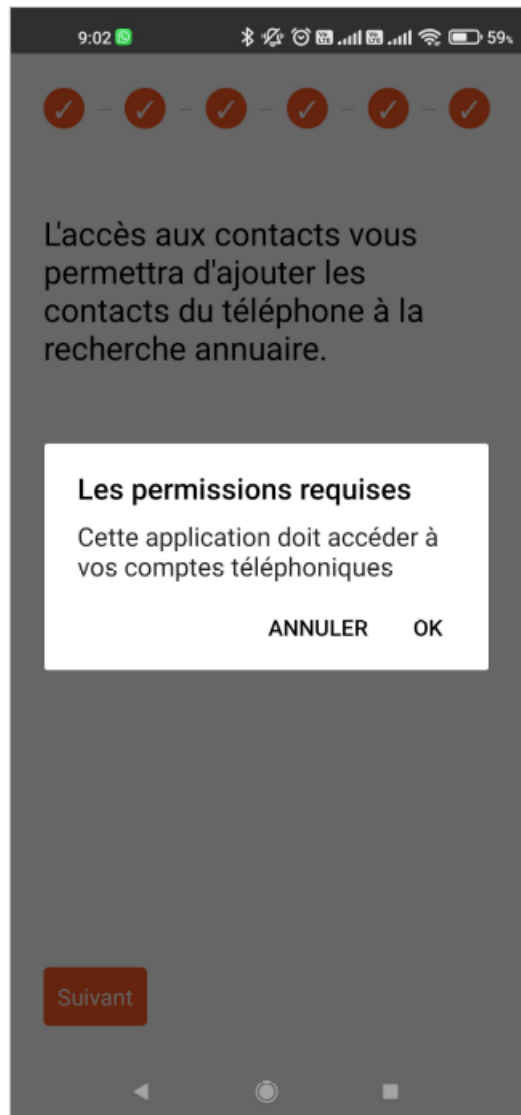 9:02 59%
L'accès aux contacts vous
permettra d'ajouter les
contacts du téléphone à la
recherche annuaire.
Les permissions requises
Cette application doit accéder à
vos comptes téléphoniques
ANNULER OK
Suivant